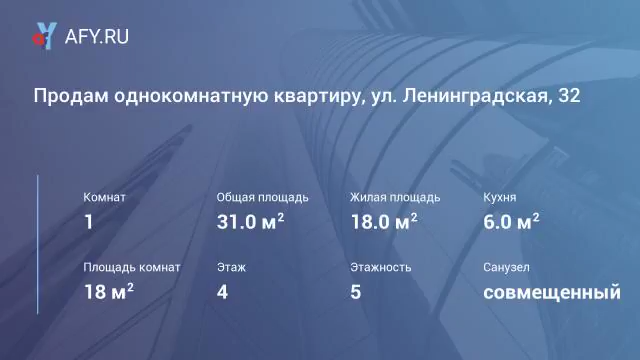 AFY.RU
Продам однокомнатную квартиру, ул. Ленинградская, 32
Комнат Общая площадь Жилая площадь Кухня
1 31.0 м² 18.0 м² 6.0 м²
Площадь комнат Этаж Этажность Санузел
18 м² 4 5 совмещенный